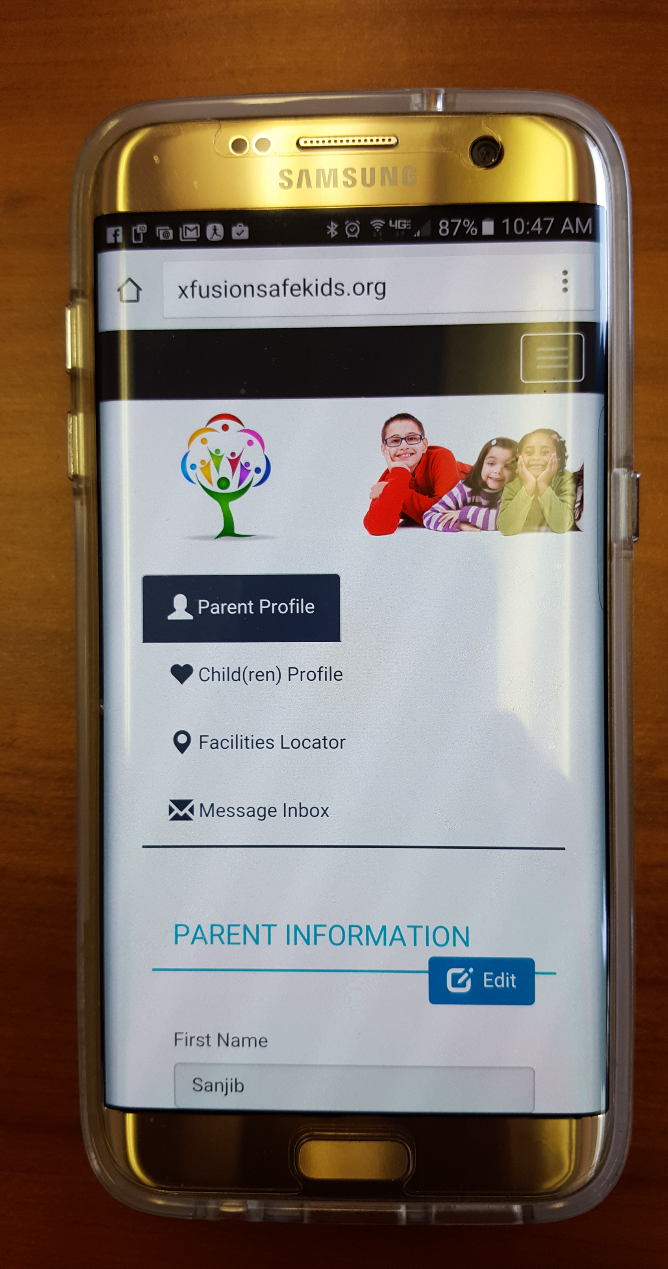 SAMSUNG
4G 87% 10:47 AM
xfusionsafekids.org
Parent Profile
Child(ren) Profile
Facilities Locator
Message Inbox
PARENT INFORMATION
Edit
First Name
Sanjib